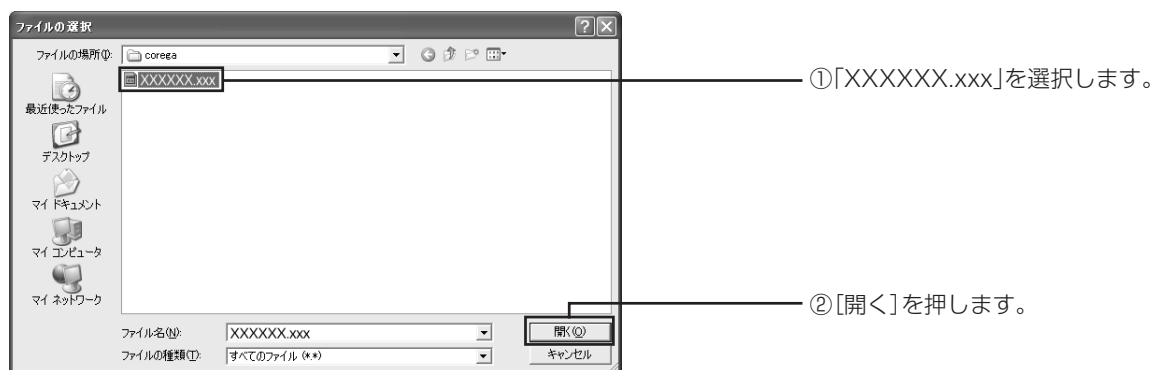 ファイルの選択
ファイルの場所(I):
corega
XXXXXX.xxx
①「XXXXXX.xxx」を選択します。
最近使ったファイル
デスクトップ
マイ ドキュメント
マイ コンピュータ
マイ ネットワーク
②[開く]を押します。
ファイル名(N):
XXXXXX.xxx
開く(O)
ファイルの種類(T):
すべてのファイル (*.*)
キャンセル